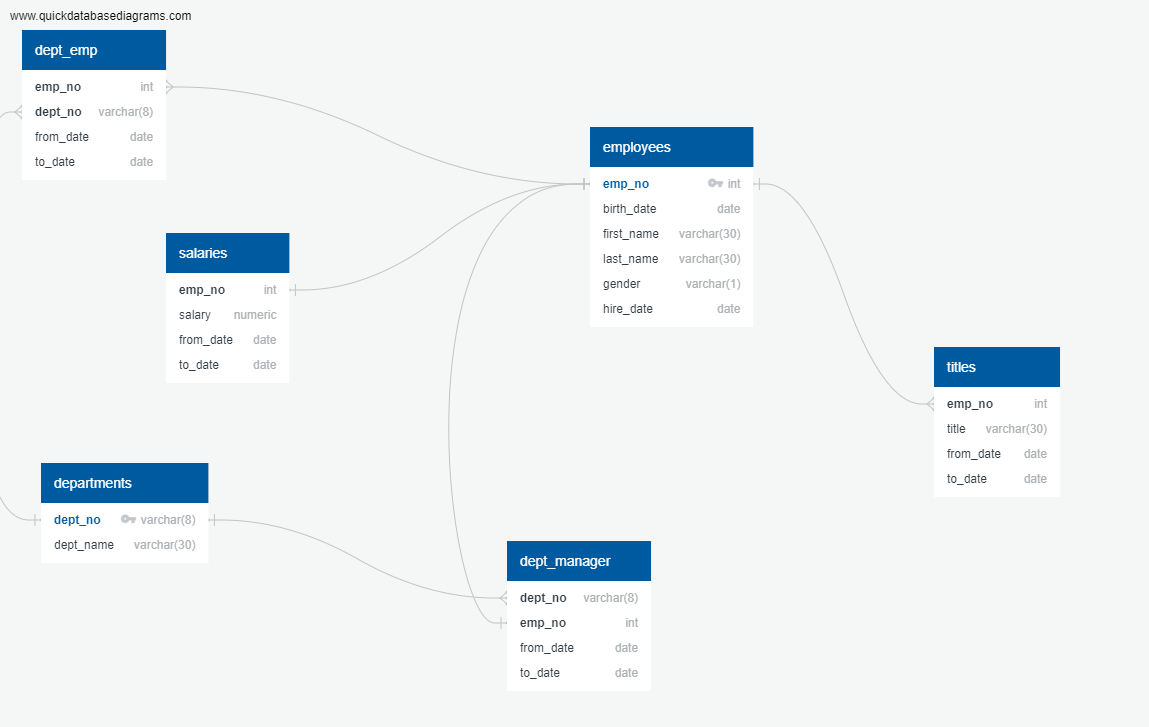 www.quickdatabasediagrams.com
dept_emp
emp_no int
dept_no varchar(8)
from_date date
to_date date
employees
emp_no int
birth_date date
first_name varchar(30)
last_name varchar(30)
gender varchar(1)
hire_date date
salaries
emp_no int
salary numeric
from_date date
to_date date
titles
emp_no int
title varchar(30)
from_date date
to_date date
departments
dept_no varchar(8)
dept_name varchar(30)
dept_manager
dept_no varchar(8)
emp_no int
from_date date
to_date date